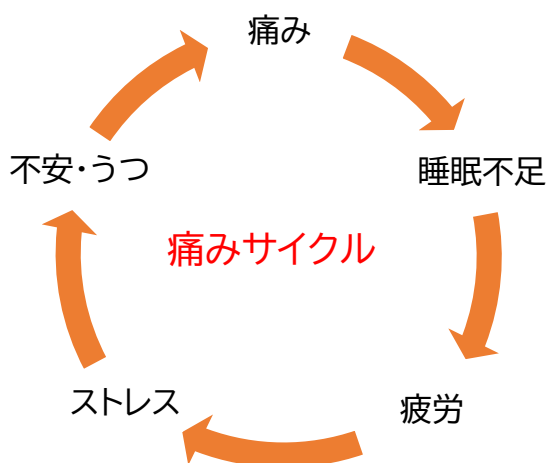 痛み
睡眠不足
疲労
ストレス
不安・うつ
痛みサイクル